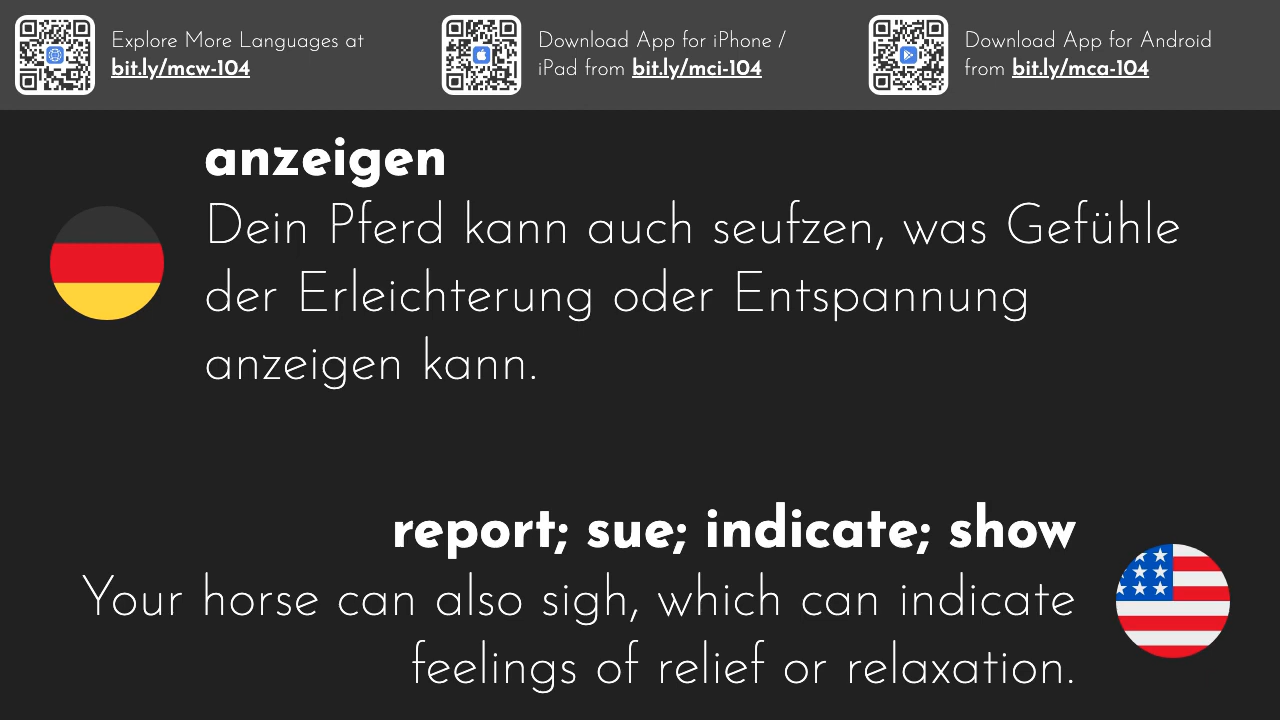 Explore More Languages at
bit.ly/mcw-104
Download App for iPhone /
iPad from bit.ly/mci-104
Download App for Android
from bit.ly/mca-104
anzeigen
Dein Pferd kann auch seufzen, was Gefühle
der Erleichterung oder Entspannung
anzeigen kann.
report; sue; indicate; show
Your horse can also sigh, which can indicate
feelings of relief or relaxation.